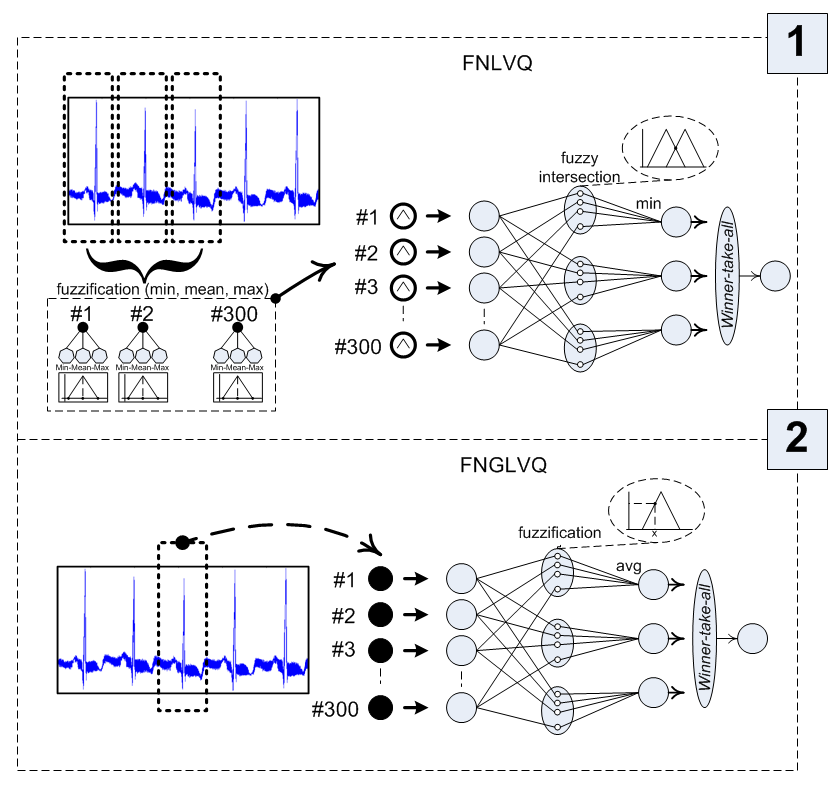 1
FNLVQ
fuzzy
intersection
min
#1
#2
#3
#300
Winner-take-all
fuzzification (min, mean, max)
#1 #2 #300
Min-Mean-Max Min-Mean-Max Min-Mean-Max
2
FNGLVQ
fuzzification
x
avg
#1
#2
#3
#300
Winner-take-all